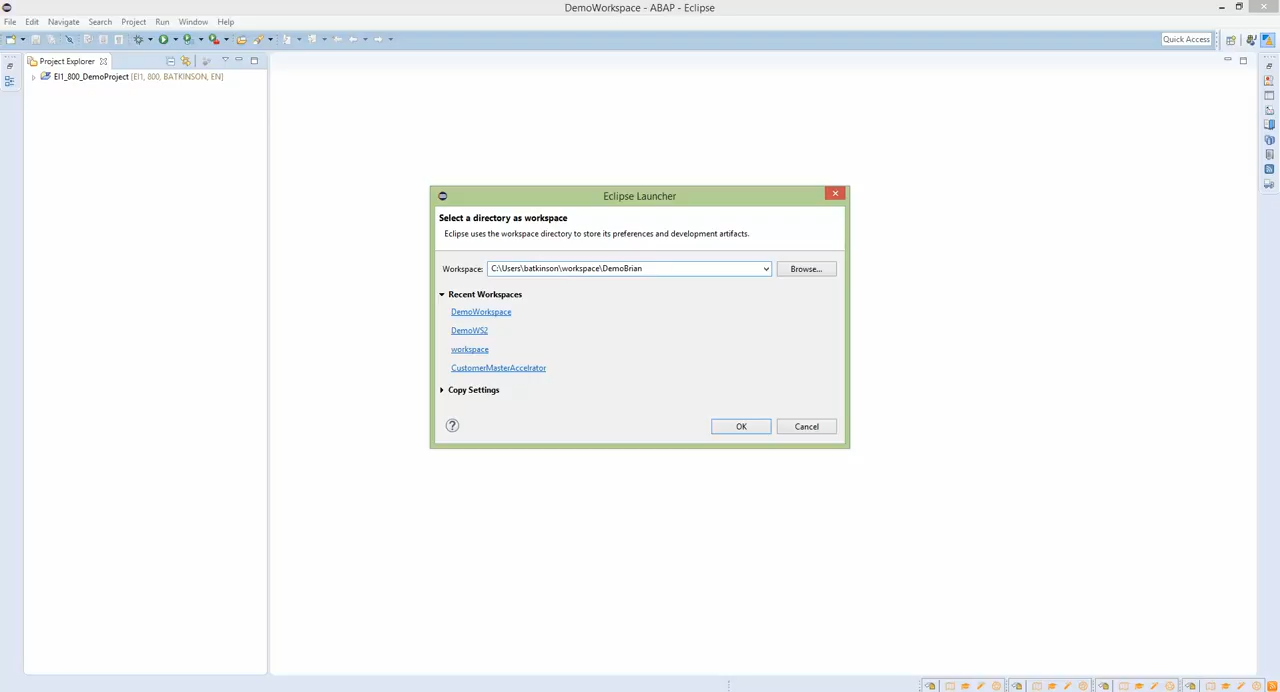 DemoWorkspace - ABAP - Eclipse
File Edit Navigate Search Project Run Window Help
Quick Access
Project Explorer
EI1_800_DemoProject [EI1, 800, BATKINSON, EN]
Eclipse Launcher
Select a directory as workspace
Eclipse uses the workspace directory to store its preferences and development artifacts.
Workspace: C:\Users\batkinson\workspace\DemoBrian Browse...
Recent Workspaces
DemoWorkspace
DemoWS2
workspace
CustomerMasterAccelrator
Copy Settings
OK Cancel